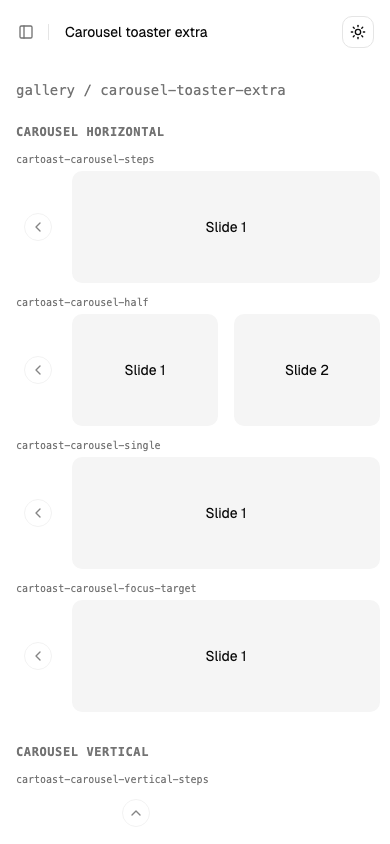 Carousel toaster extra
gallery / carousel-toaster-extra
CAROUSEL HORIZONTAL
cartoast-carousel-steps
Slide 1
cartoast-carousel-half
Slide 1
Slide 2
cartoast-carousel-single
Slide 1
cartoast-carousel-focus-target
Slide 1
CAROUSEL VERTICAL
cartoast-carousel-vertical-steps